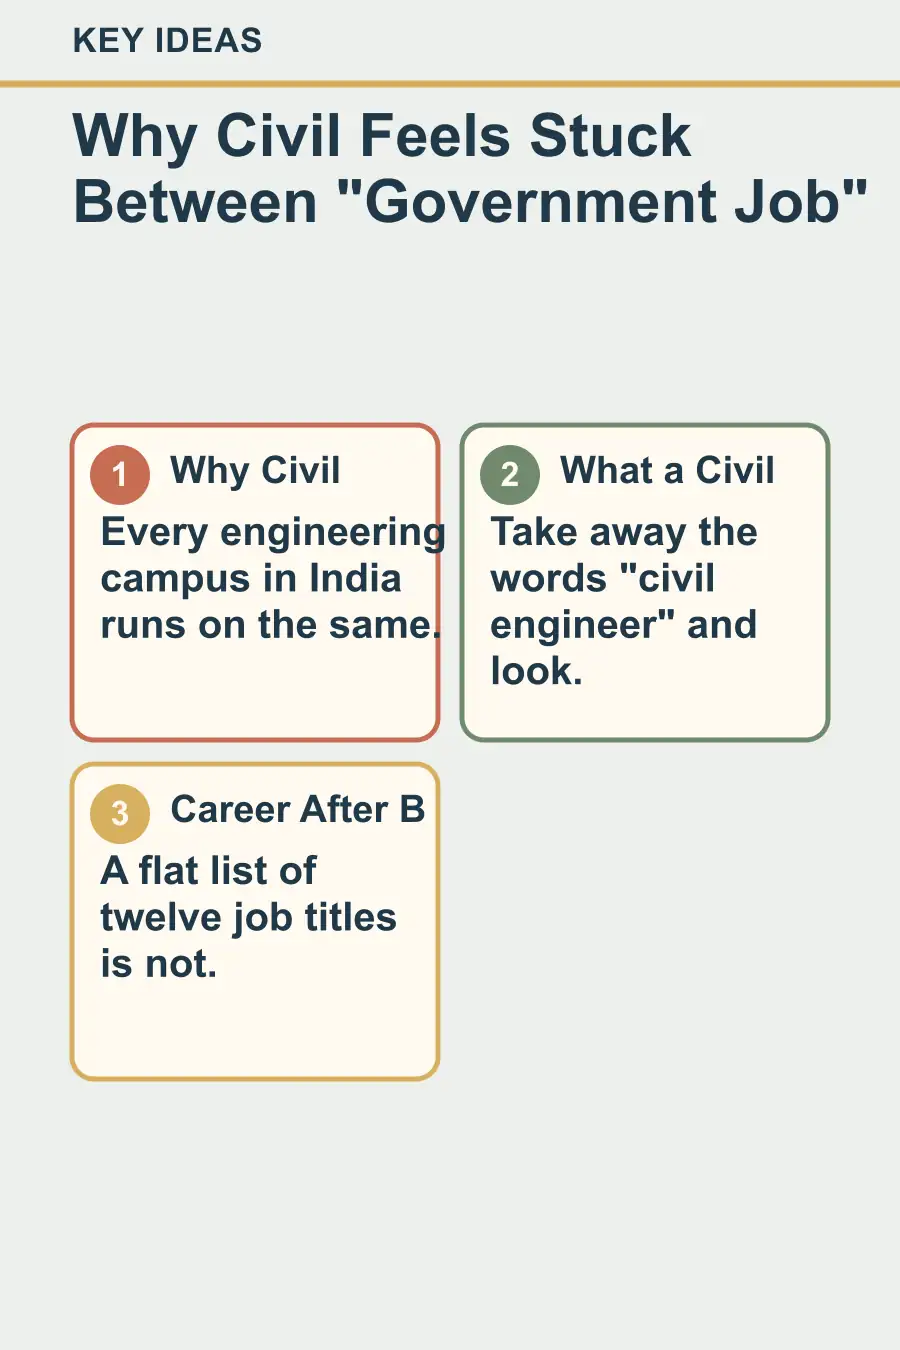 KEY IDEAS
Why Civil Feels Stuck
Between "Government Job"
1
Why Civil
Every engineering
campus in India
runs on the same.
2
What a Civil
Take away the
words "civil
engineer" and
look.
3
Career After B
A flat list of
twelve job titles
is not.